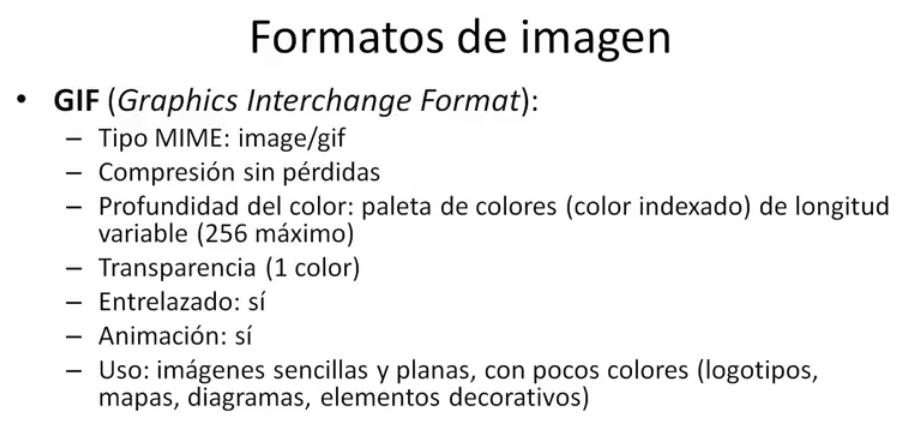 Formatos de imagen
• GIF (Graphics Interchange Format):
– Tipo MIME: image/gif
– Compresión sin pérdidas
– Profundidad del color: paleta de colores (color indexado) de longitud
variable (256 máximo)
– Transparencia (1 color)
– Entrelazado: sí
– Animación: sí
– Uso: imágenes sencillas y planas, con pocos colores (logotipos,
mapas, diagramas, elementos decorativos)